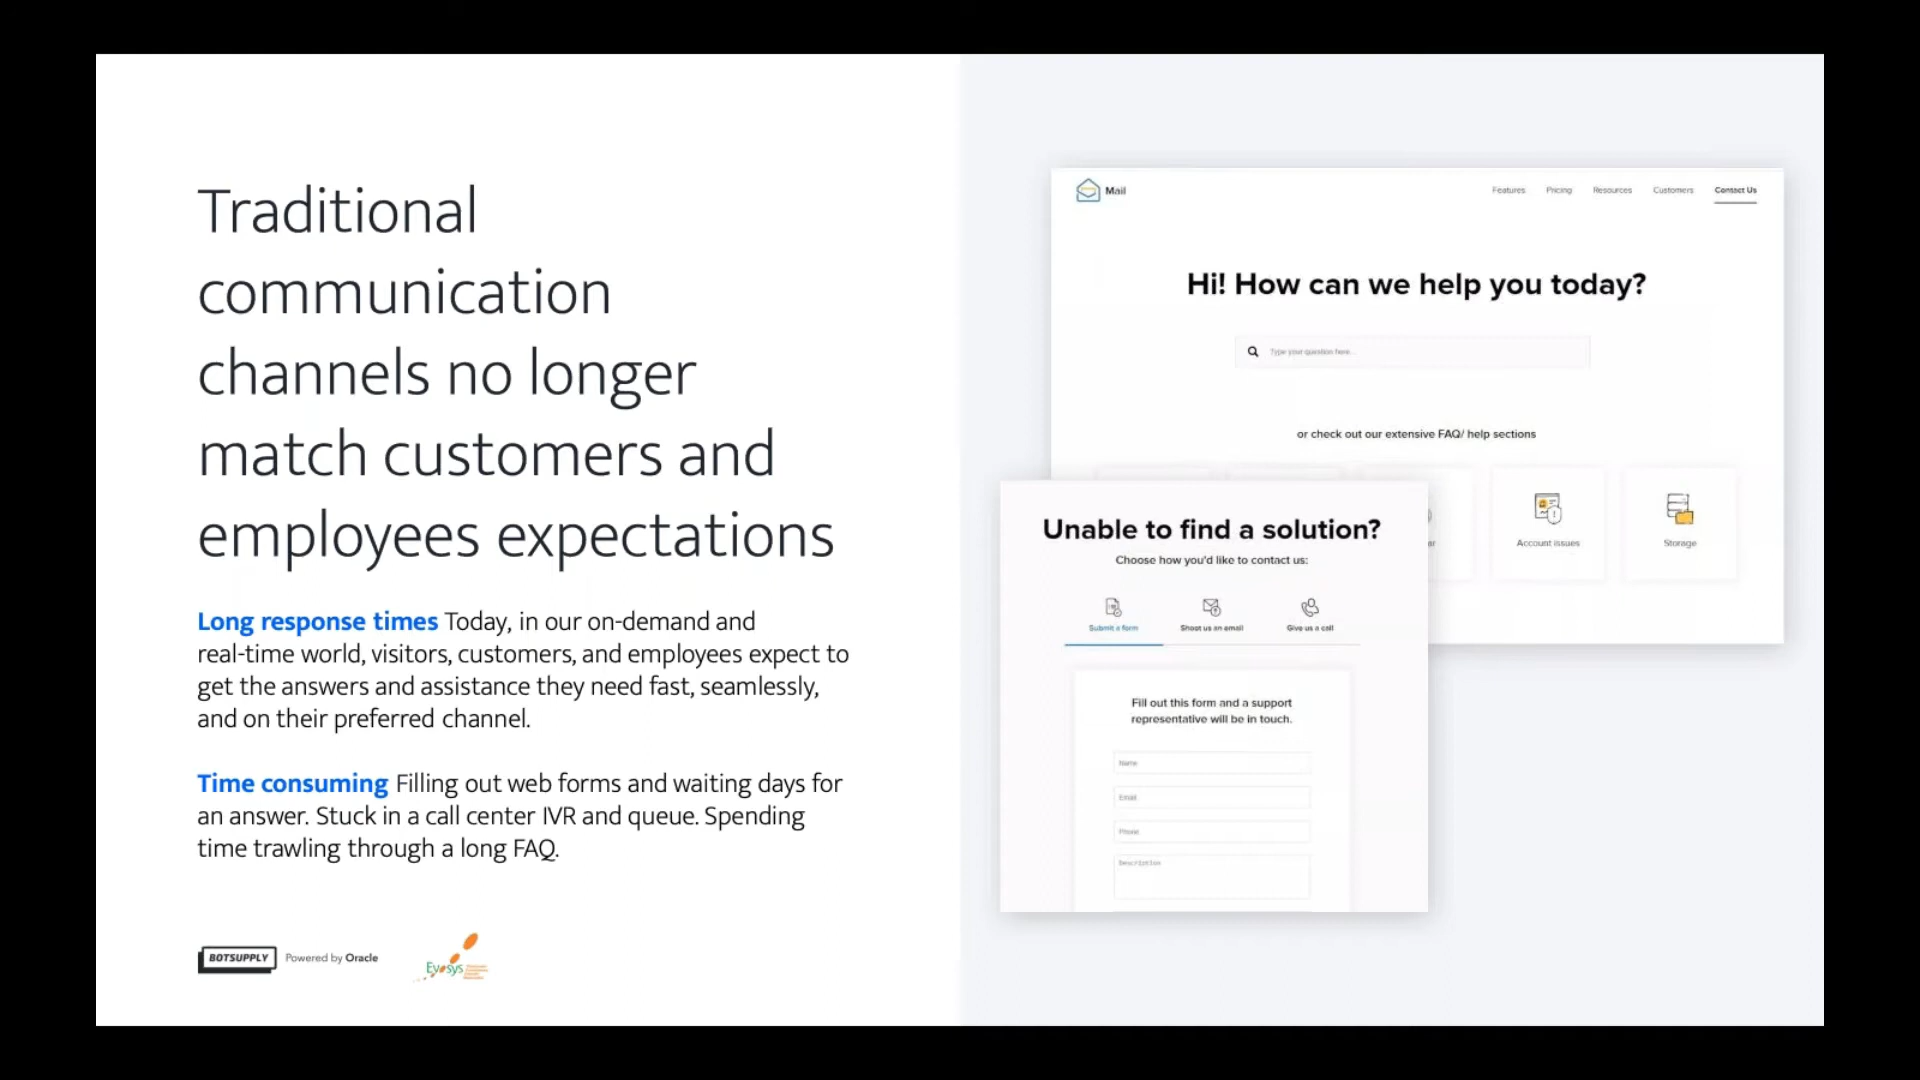 Traditional
communication
channels no longer
match customers and
employees expectations
Long response times Today, in our on-demand and
real-time world, visitors, customers, and employees expect to
get the answers and assistance they need fast, seamlessly,
and on their preferred channel.
Time consuming Filling out web forms and waiting days for
an answer. Stuck in a call center IVR and queue. Spending
time trawling through a long FAQ.
BOTSUPPLY Powered by Oracle
Evosys
Mail
Features Pricing Resources Customers Contact Us
Hi! How can we help you today?
Type your question here...
or check out our extensive FAQ/ help sections
Account issues Storage
Unable to find a solution?
Choose how you'd like to contact us:
Submit a form Shoot us an email Give us a call
Fill out this form and a support
representative will be in touch.
Name
Email
Phone
Description